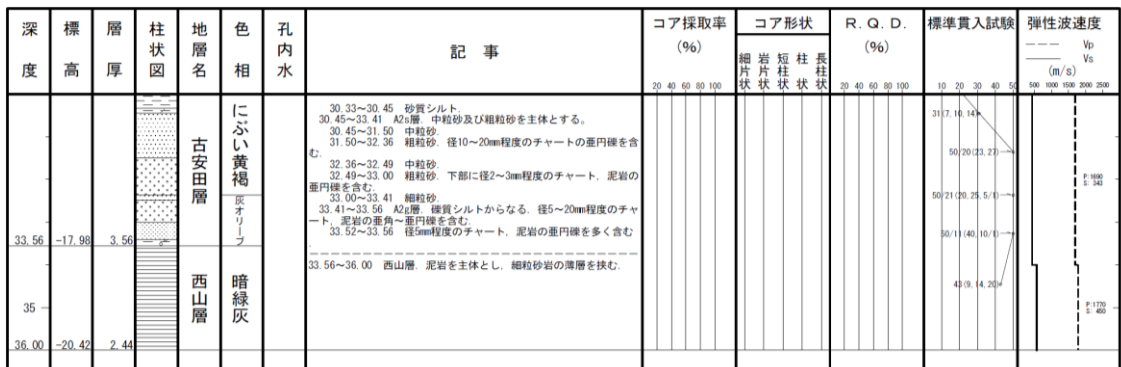 深度
標高
層厚
柱状図
地層名
色相
孔内水
記事
コア採取率
(%)
20 40 60 80 100
コア形状
細片状
岩片状
短柱状
柱状
長柱状
R. Q. D.
(%)
20 40 60 80 100
標準貫入試験
10 20 30 40 50
弾性波速度
Vp
Vs
(m/s)
500 1000 1500 2000 2500
古安田層
にぶい黄褐
灰オリーブ
30.33～30.45 砂質シルト.
30.45～33.41 A2s層. 中粒砂及び粗粒砂を主体とする。
30.45～31.50 中粒砂.
31.50～32.36 粗粒砂. 径10～20mm程度のチャートの亜円礫を含
む.
32.36～32.49 中粒砂.
32.49～33.00 粗粒砂. 下部に径2～3mm程度のチャート, 泥岩の
亜円礫を含む.
33.00～33.41 細粒砂.
33.41～33.56 A2g層. 礫質シルトからなる. 径5～20mm程度のチャ
ート, 泥岩の亜角～亜円礫を含む.
33.52～33.56 径5mm程度のチャート, 泥岩の亜円礫を多く含む
.
31(7, 10, 14)
50/20(23, 27)
50/21(20, 25, 5/1)
50/11(40, 10/1)
P:1690
S: 343
33.56 -17.98 3.56
西山層
暗緑灰
33.56～36.00 西山層. 泥岩を主体とし, 細粒砂岩の薄層を挟む.
43(9, 14, 20)
35
P:1770
S: 450
36.00 -20.42 2.44